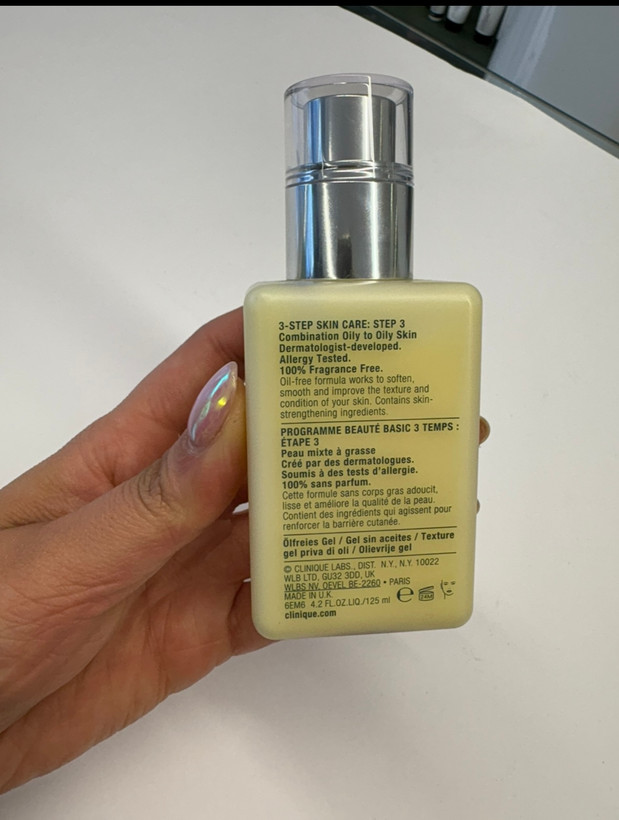 3-STEP SKIN CARE: STEP 3
Combination Oily to Oily Skin
Dermatologist-developed.
Allergy Tested.
100% Fragrance Free.
Oil-free formula works to soften,
smooth and improve the texture and
condition of your skin. Contains skin-
strengthening ingredients.
PROGRAMME BEAUTÉ BASIC 3 TEMPS :
ÉTAPE 3
Peau mixte à grasse
Créé par des dermatologues.
Soumis à des tests d'allergie.
100% sans parfum.
Cette formule sans corps gras adoucit,
lisse et améliore la qualité de la peau.
Contient des ingrédients qui agissent pour
renforcer la barrière cutanée.
Ölfreies Gel / Gel sin aceites / Texture
gel priva di oli / Olievrije gel
© CLINIQUE LABS., DIST. N.Y., N.Y. 10022
WLB LTD, GU32 3DD, UK
WLBS NV, OEVEL BE-2260 • PARIS
MADE IN U.K.
6EM6 4.2 FL.OZ.LIQ./125 ml e 24M
clinique.com